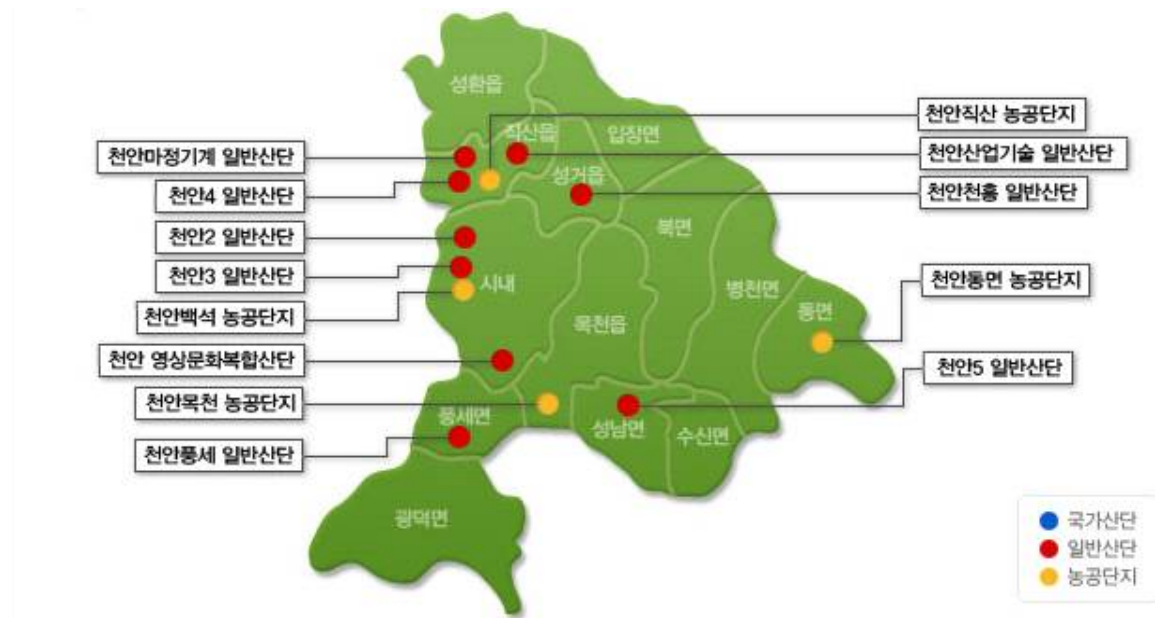 성환읍
직산읍
입장면
성거읍
북면
시내
병천면
동면
목천읍
풍세면
성남면
수신면
광덕면
천안마정기계 일반산단
천안4 일반산단
천안2 일반산단
천안3 일반산단
천안백석 농공단지
천안 영상문화복합산단
천안목천 농공단지
천안풍세 일반산단
천안직산 농공단지
천안산업기술 일반산단
천안천흥 일반산단
천안동면 농공단지
천안5 일반산단
국가산단
일반산단
농공단지